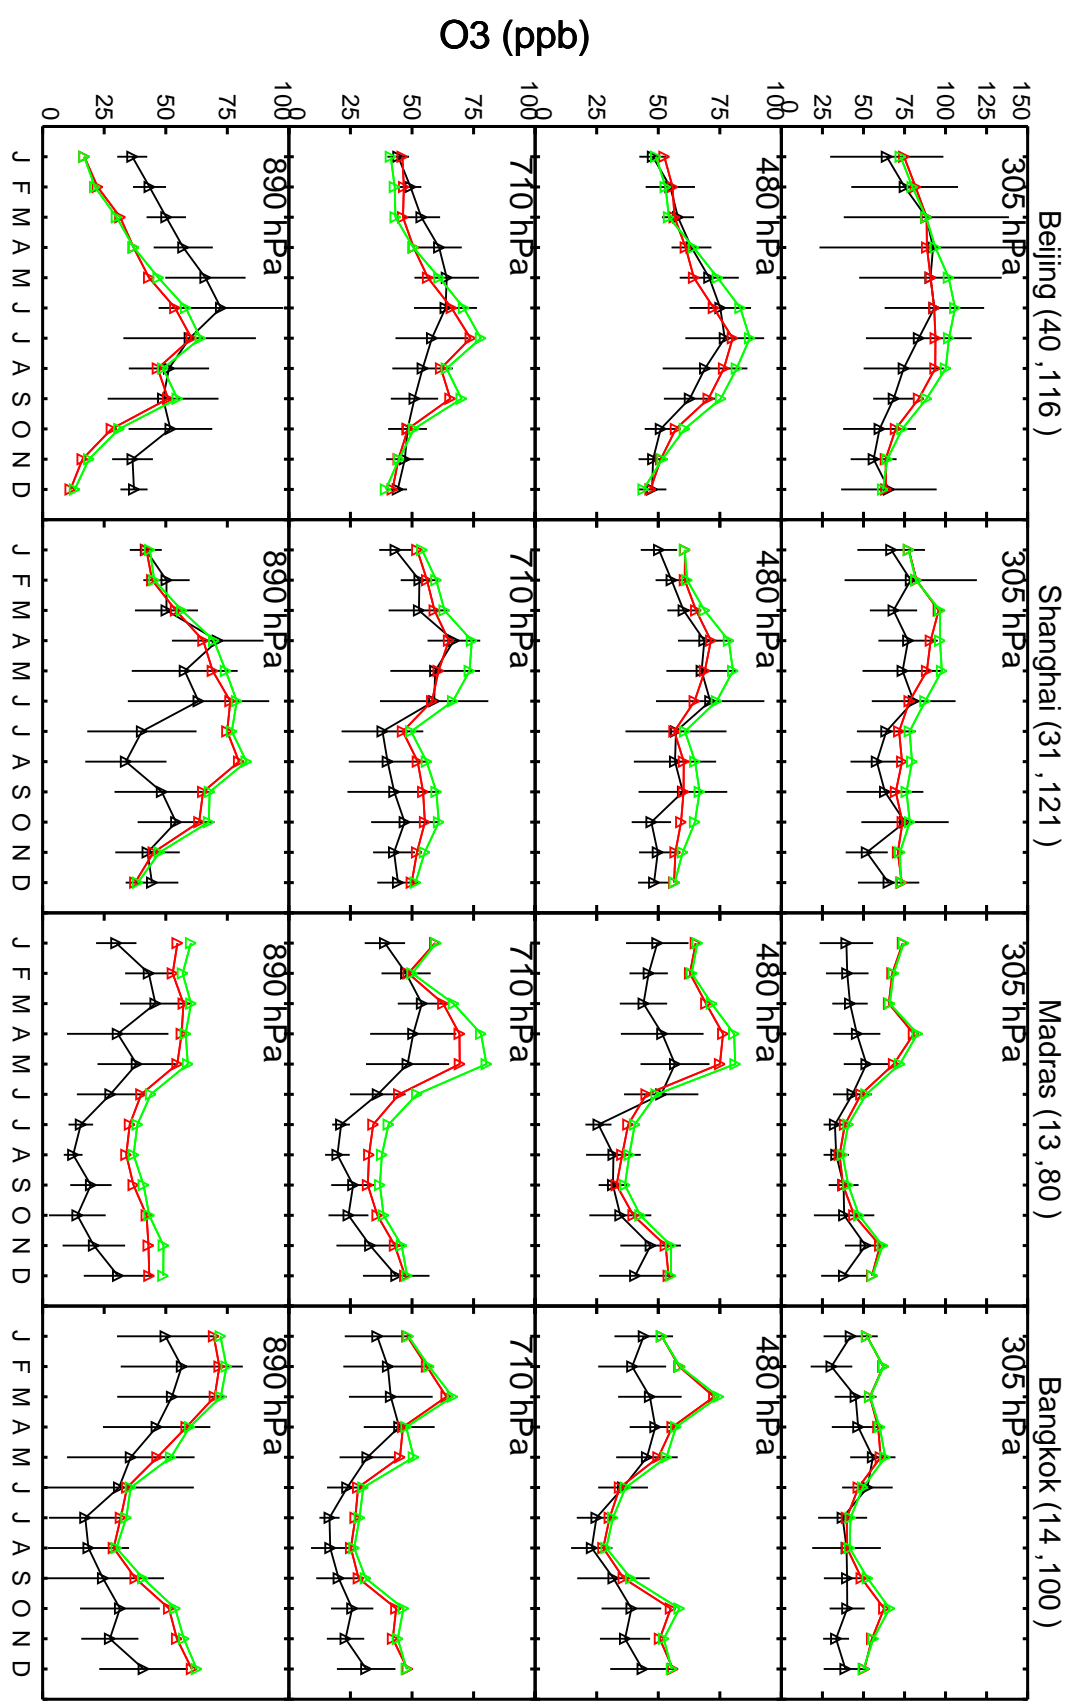 Beijing (40 ,116 )
Shanghai (31 ,121 )
Madras (13 ,80 )
Bangkok (14 ,100 )
O3 (ppb)
150
125
100
75
50
25
0
305 hPa
305 hPa
305 hPa
305 hPa
100
75
50
25
0
480 hPa
480 hPa
480 hPa
480 hPa
100
75
50
25
0
710 hPa
710 hPa
710 hPa
710 hPa
100
75
50
25
0
890 hPa
890 hPa
890 hPa
890 hPa
J F M A M J J A S O N D
J F M A M J J A S O N D
J F M A M J J A S O N D
J F M A M J J A S O N D